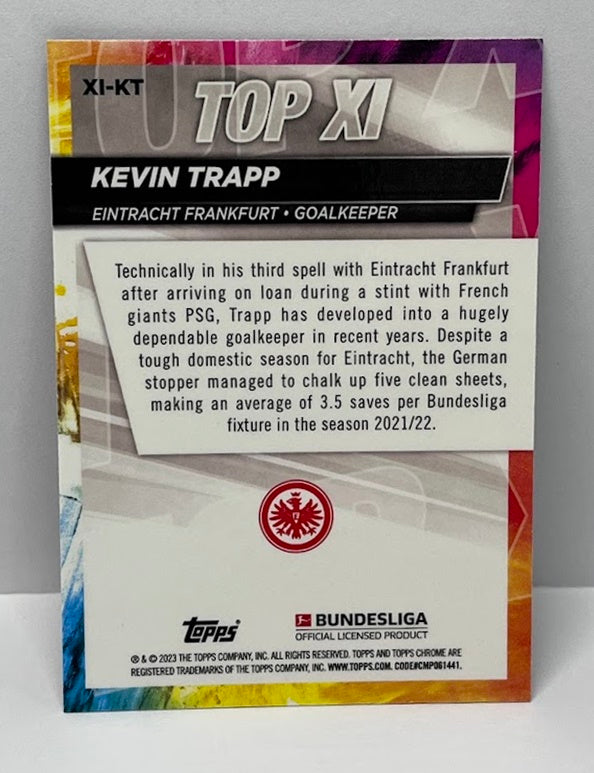 XI-KT
TOP XI
KEVIN TRAPP
EINTRACHT FRANKFURT • GOALKEEPER
Technically in his third spell with Eintracht Frankfurt
after arriving on loan during a stint with French
giants PSG, Trapp has developed into a hugely
dependable goalkeeper in recent years. Despite a
tough domestic season for Eintracht, the German
stopper managed to chalk up five clean sheets,
making an average of 3.5 saves per Bundesliga
fixture in the season 2021/22.
Topps
BUNDESLIGA
OFFICIAL LICENSED PRODUCT
® & © 2023 THE TOPPS COMPANY, INC. ALL RIGHTS RESERVED. TOPPS AND TOPPS CHROME ARE
REGISTERED TRADEMARKS OF THE TOPPS COMPANY, INC. WWW.TOPPS.COM. CODE#CMP061441.